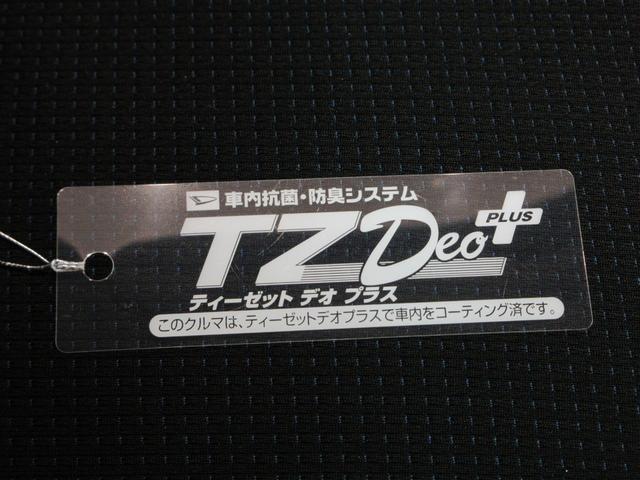 車内抗菌・防臭システム
TZ Deo PLUS
ティーゼット デオ プラス
このクルマは、ティーゼットデオプラスで車内をコーティング済です。